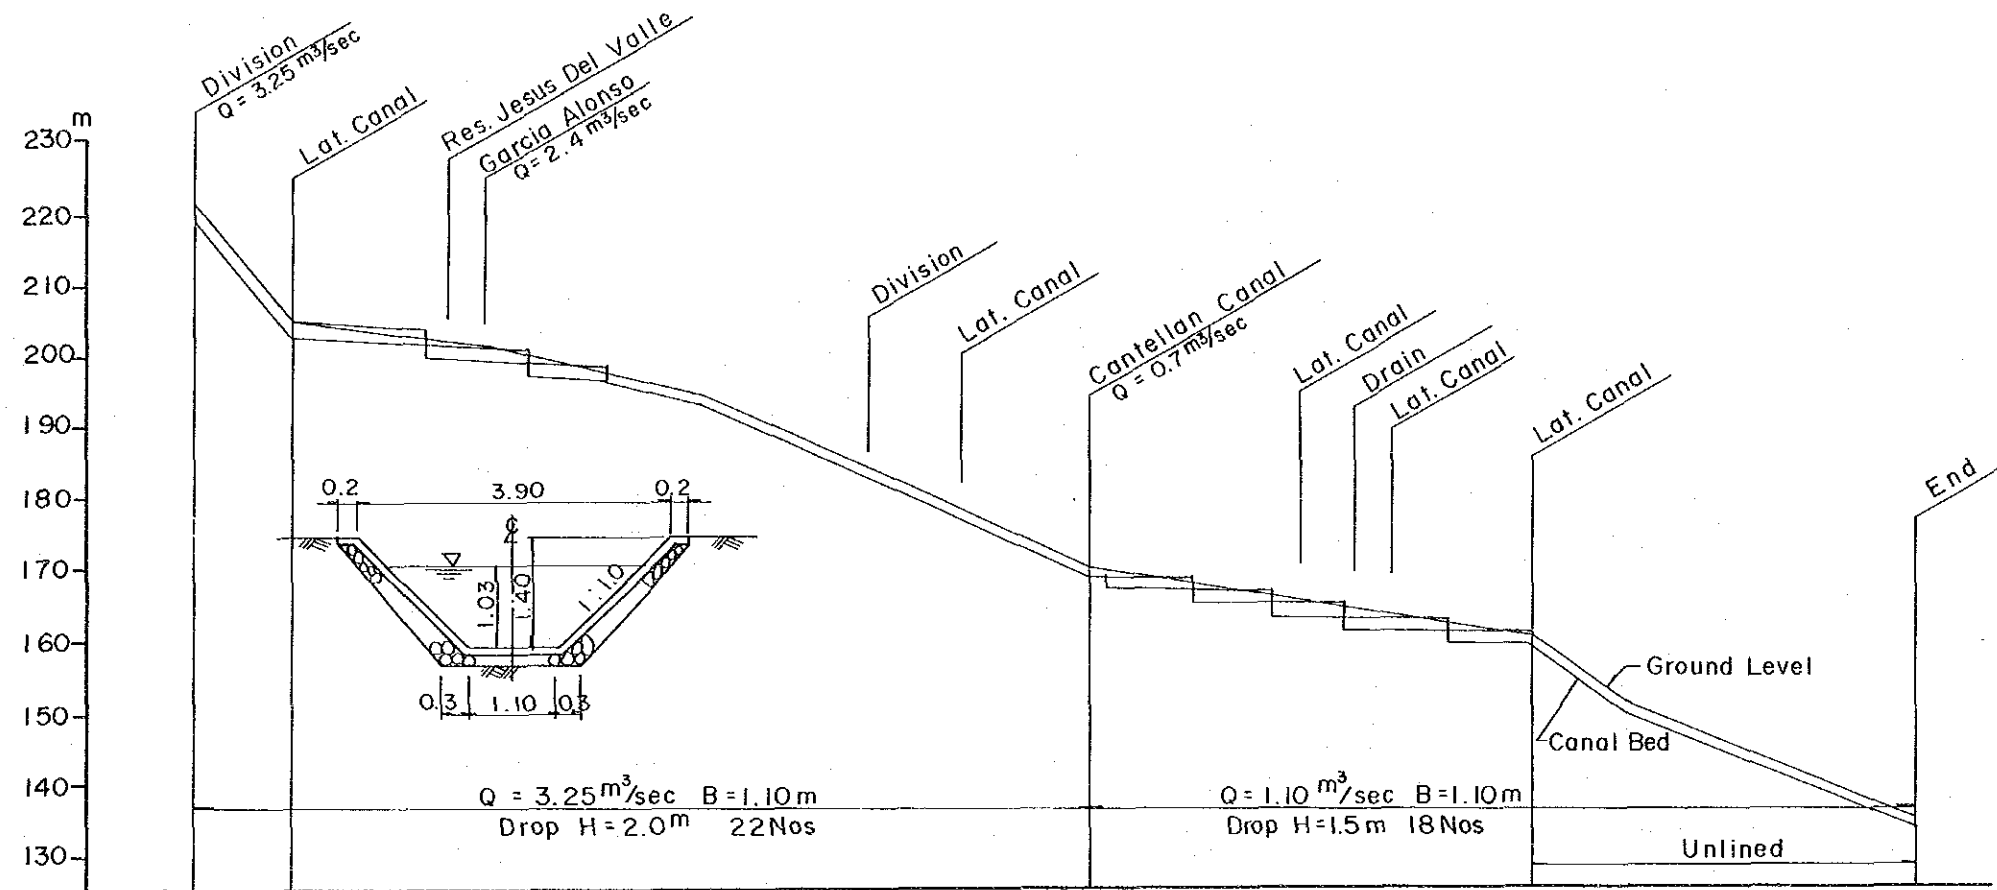 Division
Q = 3.25 m³/sec
Lat. Canal
Res. Jesus Del Valle
Garcia Alonso
Q = 2.4 m³/sec
Division
Lat. Canal
Cantellan Canal
Q = 0.7 m³/sec
Lat. Canal
Drain
Lat. Canal
Lat. Canal
End
m
230
220
210
200
190
180
170
160
150
140
130
0.2
3.90
0.2
℄
1.03
1.40
1:1.0
0.3
1.10
0.3
Ground Level
Canal Bed
Q = 3.25 m³/sec B = 1.10 m
Drop H = 2.0 m 22 Nos
Q = 1.10 m³/sec B = 1.10 m
Drop H = 1.5 m 18 Nos
Unlined